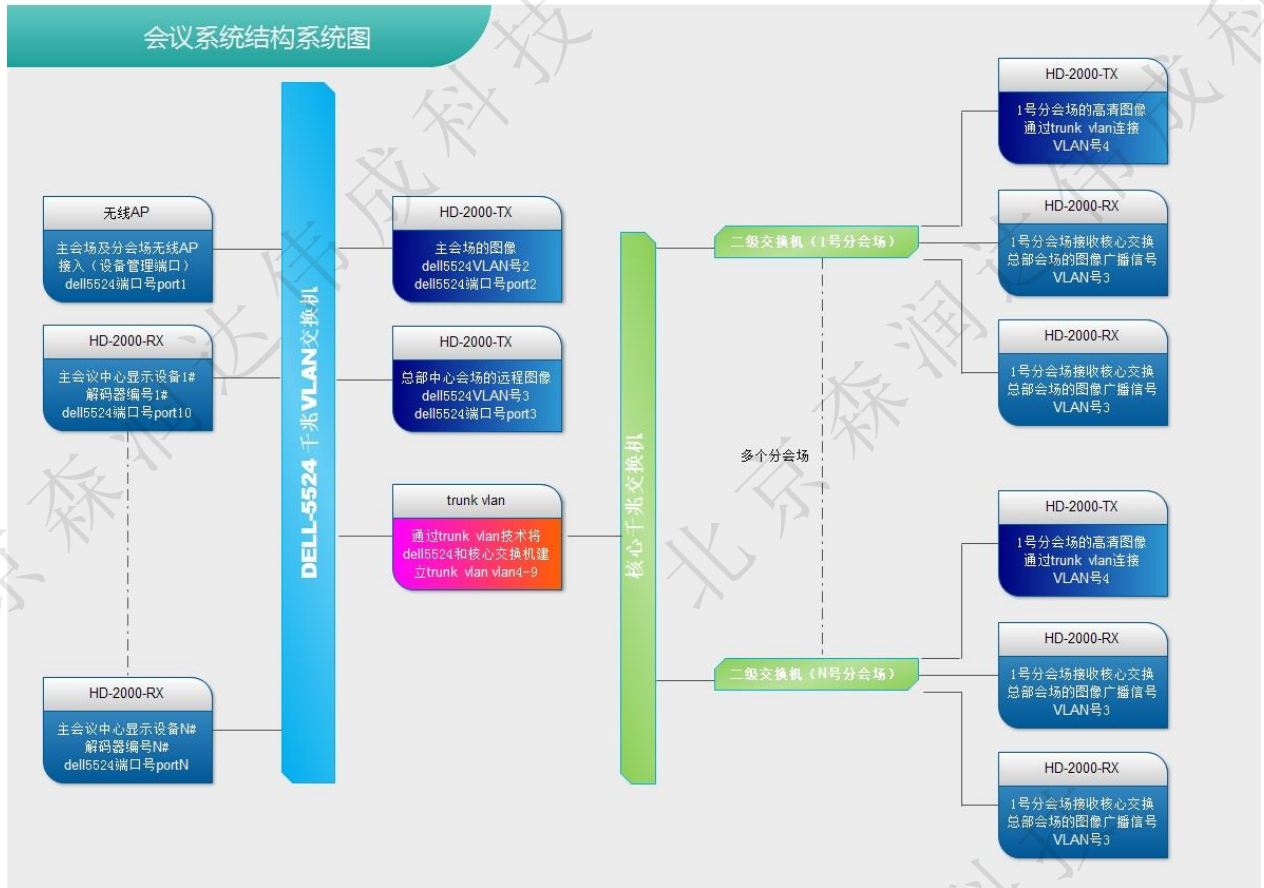 会议系统结构系统图
无线AP
主会场及分会场无线AP
接入（设备管理端口）
dell5524端口号port1
HD-2000-RX
主会议中心显示设备1#
解码器编号1#
dell5524端口号port10
HD-2000-RX
主会议中心显示设备N#
解码器编号N#
dell5524端口号portN
DELL-5524 千兆VLAN交换机
HD-2000-TX
主会场的图像
dell5524VLAN号2
dell5524端口号port2
HD-2000-TX
总部中心会场的远程图像
dell5524VLAN号3
dell5524端口号port3
trunk vlan
通过trunk vlan技术将
dell5524和核心交换机建
立trunk vlan vlan4-9
核心千兆交换机
二级交换机（1号分会场）
多个分会场
二级交换机（N号分会场）
HD-2000-TX
1号分会场的高清图像
通过trunk vlan连接
VLAN号4
HD-2000-RX
1号分会场接收核心交换
总部会场的图像广播信号
VLAN号3
HD-2000-RX
1号分会场接收核心交换
总部会场的图像广播信号
VLAN号3
HD-2000-TX
1号分会场的高清图像
通过trunk vlan连接
VLAN号4
HD-2000-RX
1号分会场接收核心交换
总部会场的图像广播信号
VLAN号3
HD-2000-RX
1号分会场接收核心交换
总部会场的图像广播信号
VLAN号3
京森润达伟成科技
北京森润达伟成科
科技